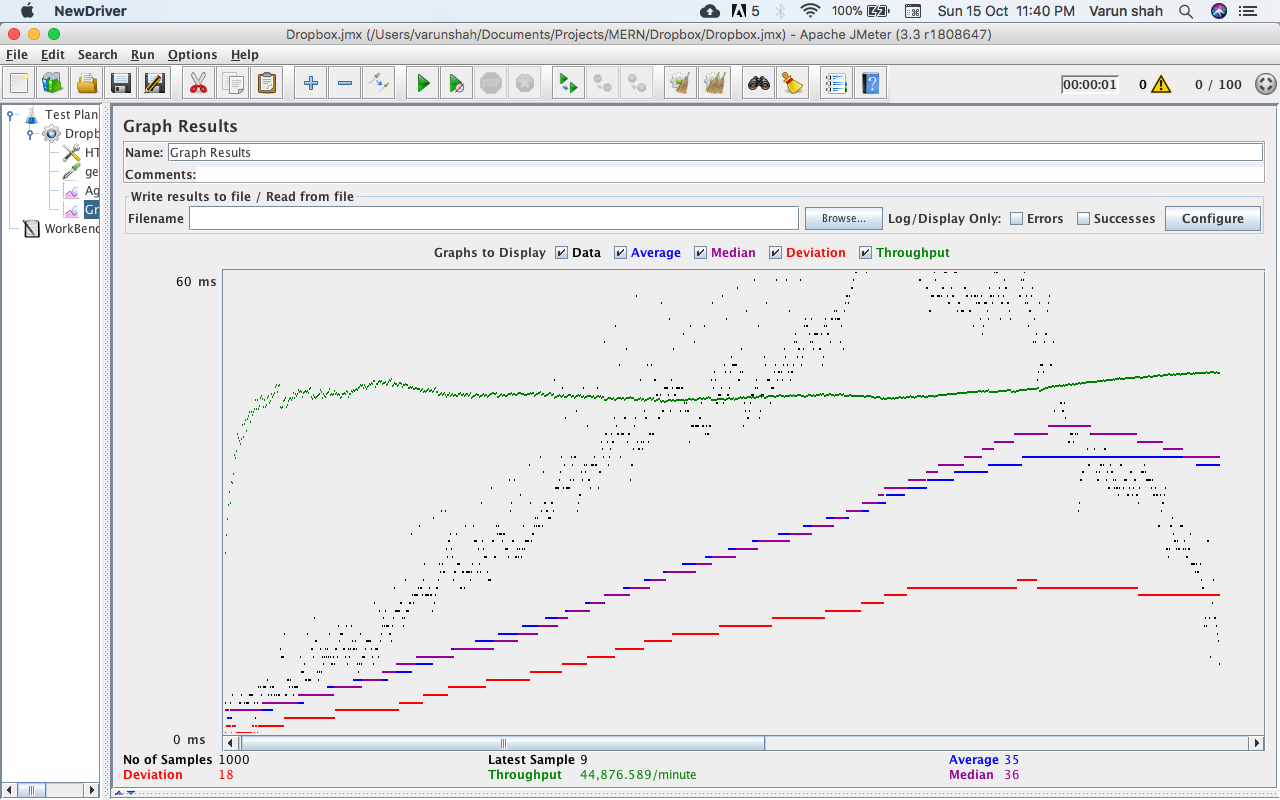 NewDriver 5 100% Sun 15 Oct 11:40 PM Varun shah
Dropbox.jmx (/Users/varunshah/Documents/Projects/MERN/Dropbox/Dropbox.jmx) - Apache JMeter (3.3 r1808647)
File Edit Search Run Options Help
00:00:01 0 0 / 100
Test Plan
Dropb
HT
ge
Ag
Gr
WorkBenc
Graph Results
Name: Graph Results
Comments:
Write results to file / Read from file
Filename Browse... Log/Display Only: Errors Successes Configure
Graphs to Display Data Average Median Deviation Throughput
60 ms
0 ms
No of Samples 1000 Latest Sample 9 Average 35
Deviation 18 Throughput 44,876.589/minute Median 36